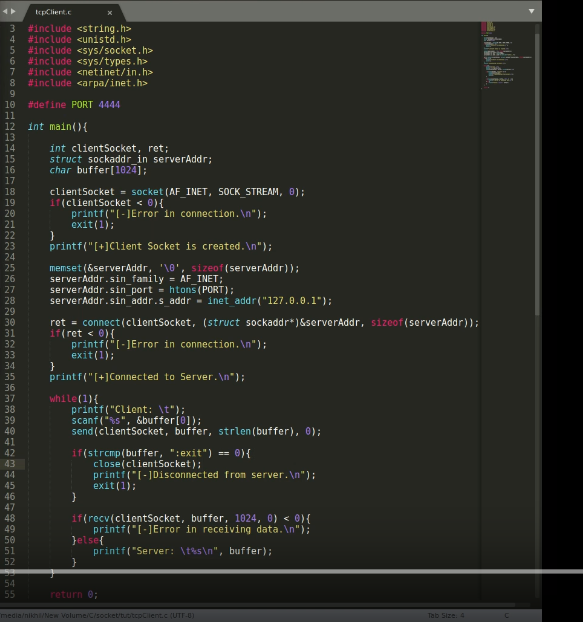 tcpClient.c ×
3 #include <string.h>
4 #include <unistd.h>
5 #include <sys/socket.h>
6 #include <sys/types.h>
7 #include <netinet/in.h>
8 #include <arpa/inet.h>
9
10 #define PORT 4444
11
12 int main(){
13
14     int clientSocket, ret;
15     struct sockaddr_in serverAddr;
16     char buffer[1024];
17
18     clientSocket = socket(AF_INET, SOCK_STREAM, 0);
19     if(clientSocket < 0){
20         printf("[-]Error in connection.\n");
21         exit(1);
22     }
23     printf("[+]Client Socket is created.\n");
24
25     memset(&serverAddr, '\0', sizeof(serverAddr));
26     serverAddr.sin_family = AF_INET;
27     serverAddr.sin_port = htons(PORT);
28     serverAddr.sin_addr.s_addr = inet_addr("127.0.0.1");
29
30     ret = connect(clientSocket, (struct sockaddr*)&serverAddr, sizeof(serverAddr));
31     if(ret < 0){
32         printf("[-]Error in connection.\n");
33         exit(1);
34     }
35     printf("[+]Connected to Server.\n");
36
37     while(1){
38         printf("Client: \t");
39         scanf("%s", &buffer[0]);
40         send(clientSocket, buffer, strlen(buffer), 0);
41
42         if(strcmp(buffer, ":exit") == 0){
43             close(clientSocket);
44             printf("[-]Disconnected from server.\n");
45             exit(1);
46         }
47
48         if(recv(clientSocket, buffer, 1024, 0) < 0){
49             printf("[-]Error in receiving data.\n");
50         }else{
51             printf("Server: \t%s\n", buffer);
52         }
53     }
54
55     return 0;
Volume/C/socket/tut/tcpClient.c (UTF-8) Tab Size: 4 C